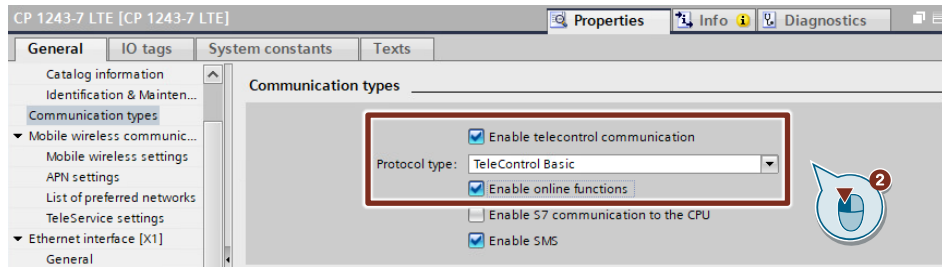 CP 1243-7 LTE [CP 1243-7 LTE]
Properties
Info
Diagnostics
General
IO tags
System constants
Texts
Catalog information
Identification & Mainten...
Communication types
Mobile wireless communic...
Mobile wireless settings
APN settings
List of preferred networks
TeleService settings
Ethernet interface [X1]
General
Communication types
Enable telecontrol communication
Protocol type: TeleControl Basic
Enable online functions
Enable S7 communication to the CPU
Enable SMS
2